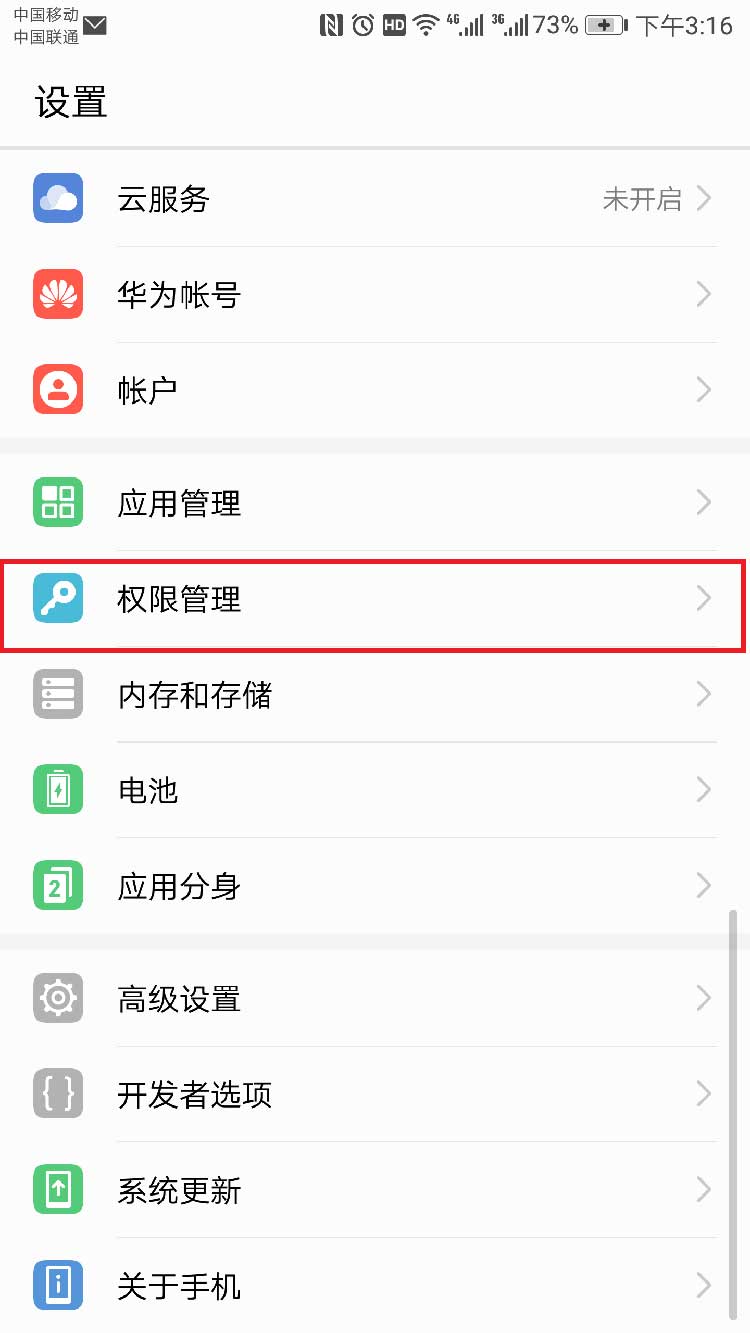 中国移动
中国联通
HD 4G 3G 73% 下午3:16
设置
云服务 未开启
华为帐号
帐户
应用管理
权限管理
内存和存储
电池
2 应用分身
高级设置
{ } 开发者选项
系统更新
i 关于手机